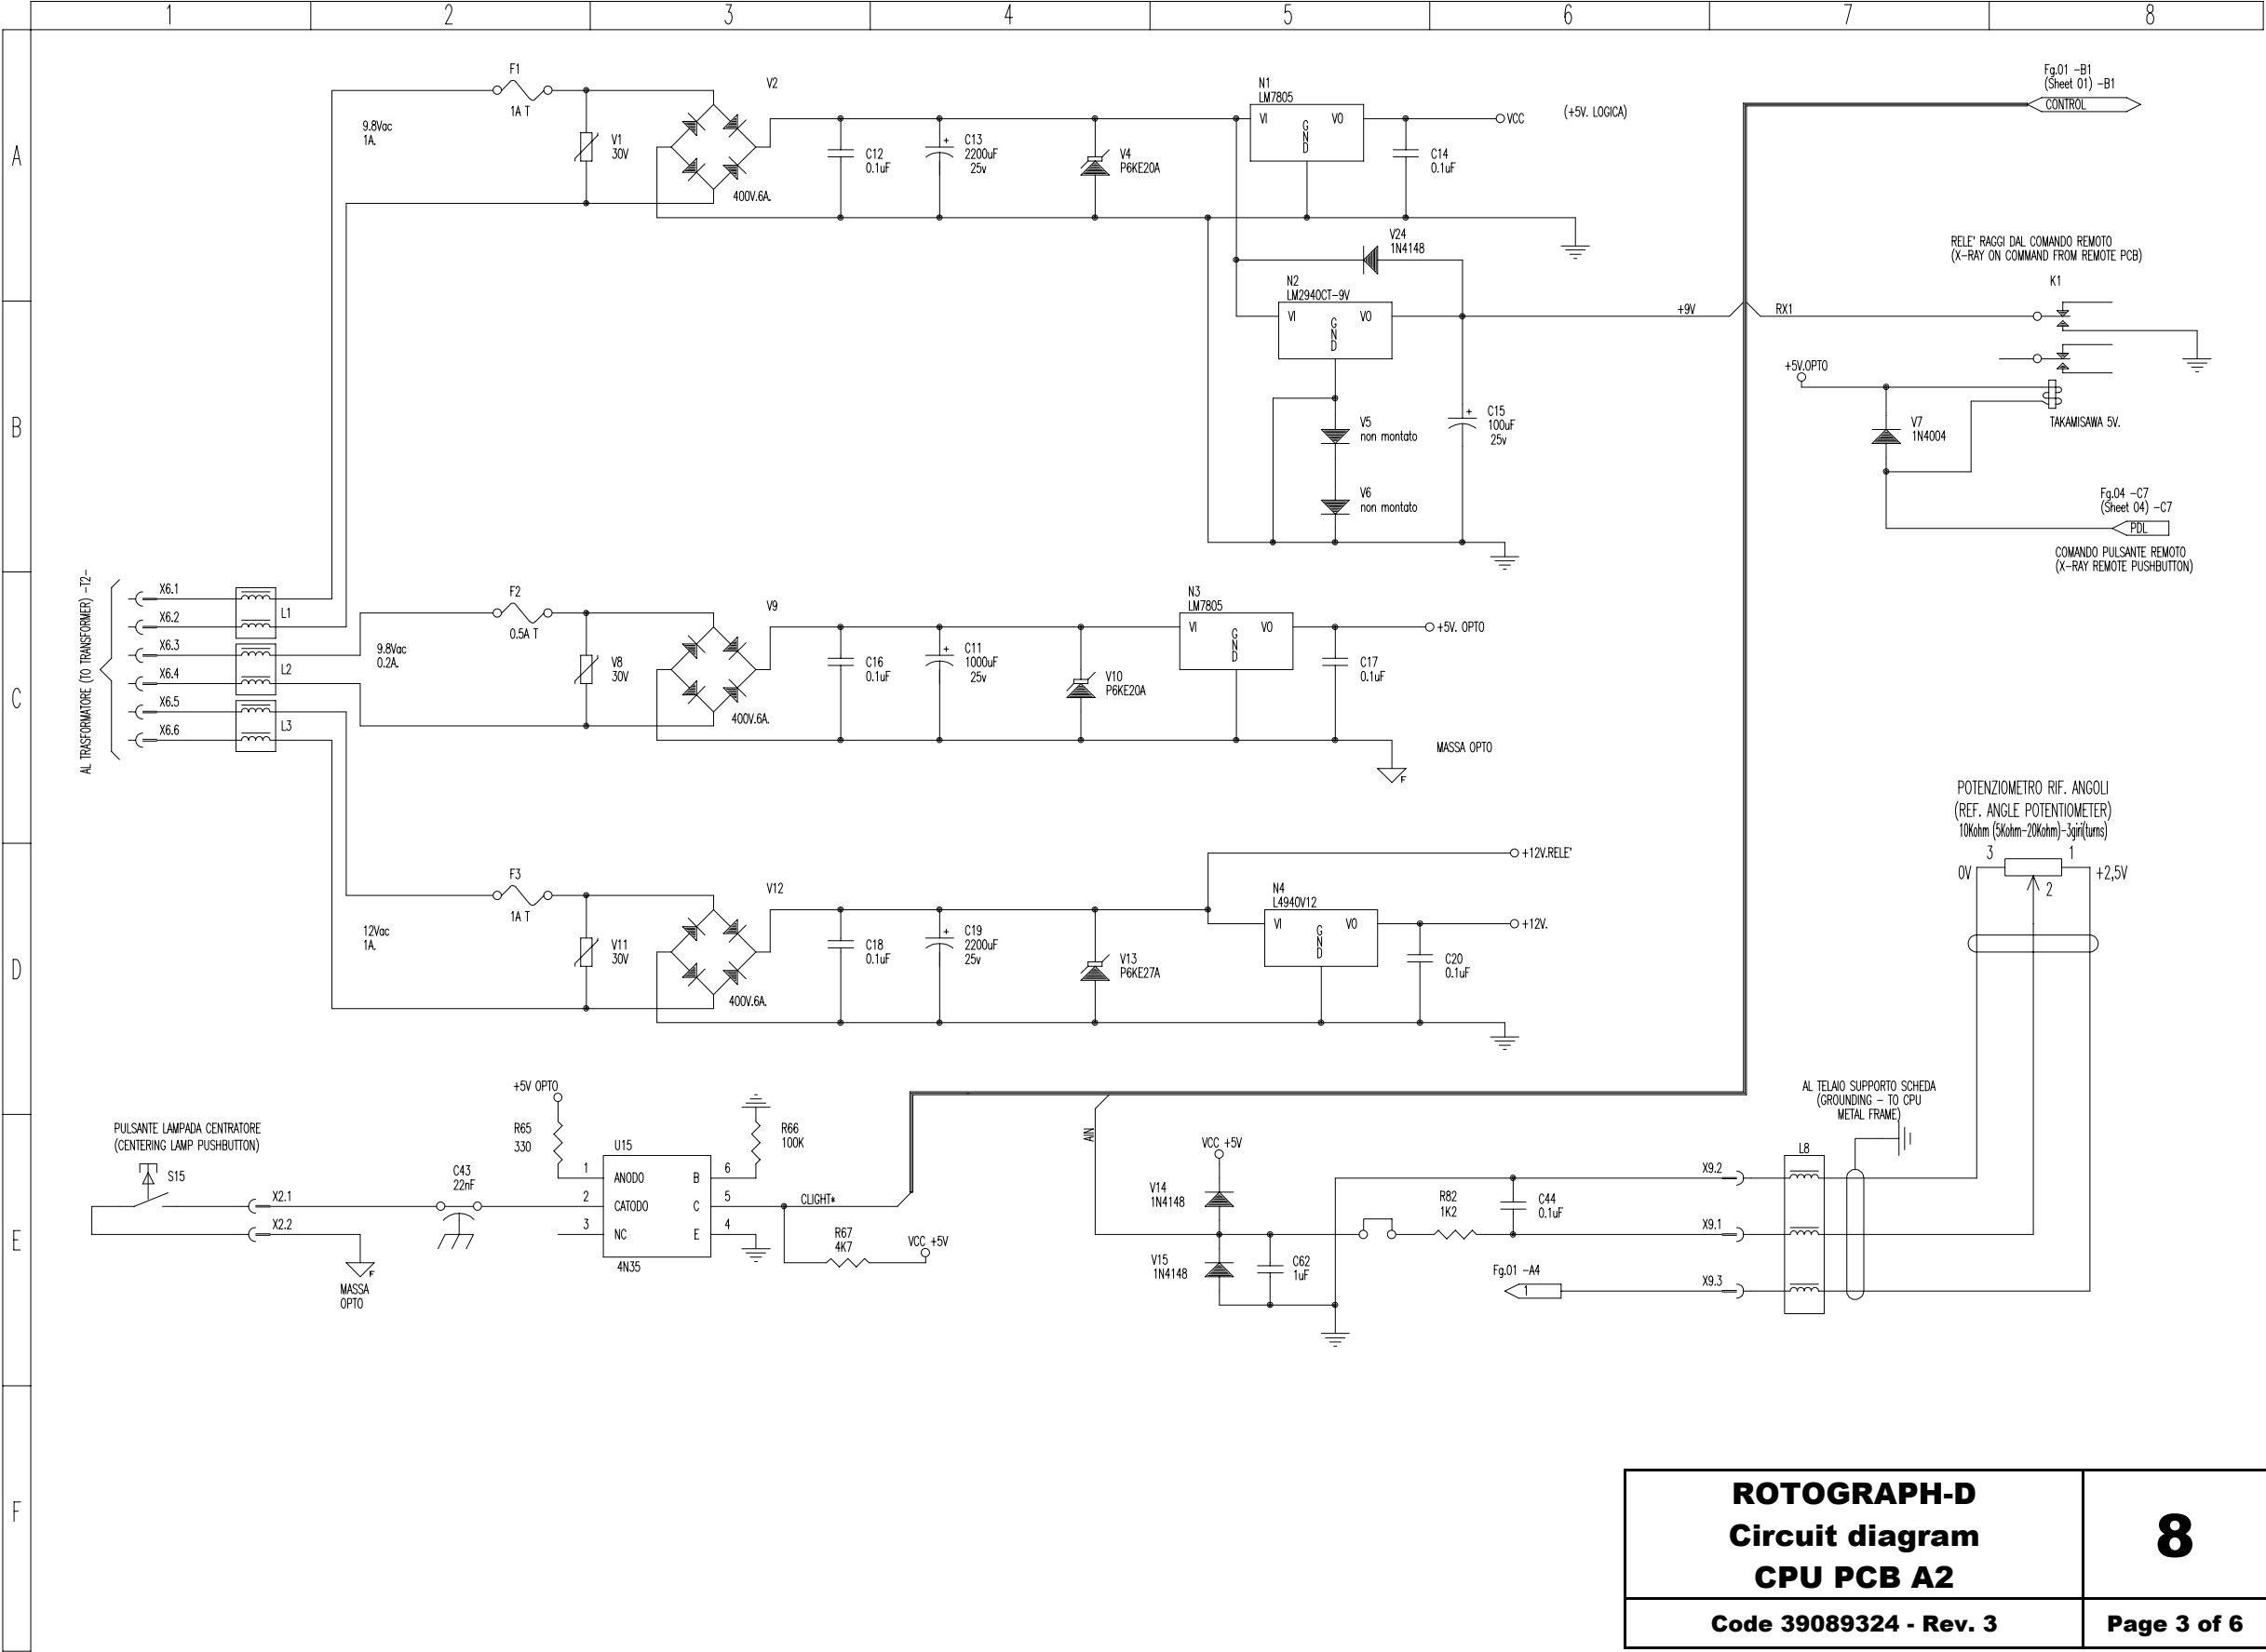 1 2 3 4 5 6 7 8
A
B
C
D
E
F
F1
1A T
9.8Vac
1A.
V1
30V
V2
400V.6A.
C12
0.1uF
C13
2200uF
25v
+
V4
P6KE20A
N1
LM7805
VI
VO
GND
C14
0.1uF
VCC
(+5V. LOGICA)
V24
1N4148
N2
LM2940CT-9V
VI
VO
GND
V5
non montato
V6
non montato
+
C15
100uF
25v
+9V
RX1
Fg.01 -B1
(Sheet 01) -B1
CONTROL
RELE' RAGGI DAL COMANDO REMOTO
(X-RAY ON COMMAND FROM REMOTE PCB)
K1
+5V.OPTO
V7
1N4004
TAKAMISAWA 5V.
Fg.04 -C7
(Sheet 04) -C7
PDL
COMANDO PULSANTE REMOTO
(X-RAY REMOTE PUSHBUTTON)
AL TRASFORMATORE (TO TRANSFORMER) -T2-
X6.1
X6.2
X6.3
X6.4
X6.5
X6.6
L1
L2
L3
F2
0.5A T
9.8Vac
0.2A.
V8
30V
V9
400V.6A.
C16
0.1uF
+
C11
1000uF
25v
V10
P6KE20A
N3
LM7805
VI
VO
GND
C17
0.1uF
+5V. OPTO
MASSA OPTO
F
F3
1A T
12Vac
1A.
V11
30V
V12
400V.6A.
C18
0.1uF
+
C19
2200uF
25v
V13
P6KE27A
+12V.RELE'
N4
L4940V12
VI
VO
GND
C20
0.1uF
+12V.
POTENZIOMETRO RIF. ANGOLI
(REF. ANGLE POTENTIOMETER)
10Kohm (5Kohm-20Kohm)-3giri(turns)
3
1
0V
2
+2,5V
PULSANTE LAMPADA CENTRATORE
(CENTERING LAMP PUSHBUTTON)
S15
X2.1
X2.2
MASSA
OPTO
F
C43
22nF
+5V OPTO
R65
330
U15
1
ANODO
B
6
2
CATODO
C
5
3
NC
E
4
4N35
R66
100K
CLIGHT*
R67
4K7
VCC +5V
AIN
VCC +5V
V14
1N4148
V15
1N4148
C62
1uF
R82
1K2
C44
0.1uF
Fg.01 -A4
1
X9.2
X9.1
X9.3
L8
AL TELAIO SUPPORTO SCHEDA
(GROUNDING - TO CPU
METAL FRAME)
ROTOGRAPH-D
Circuit diagram
CPU PCB A2
8
Code 39089324 - Rev. 3
Page 3 of 6